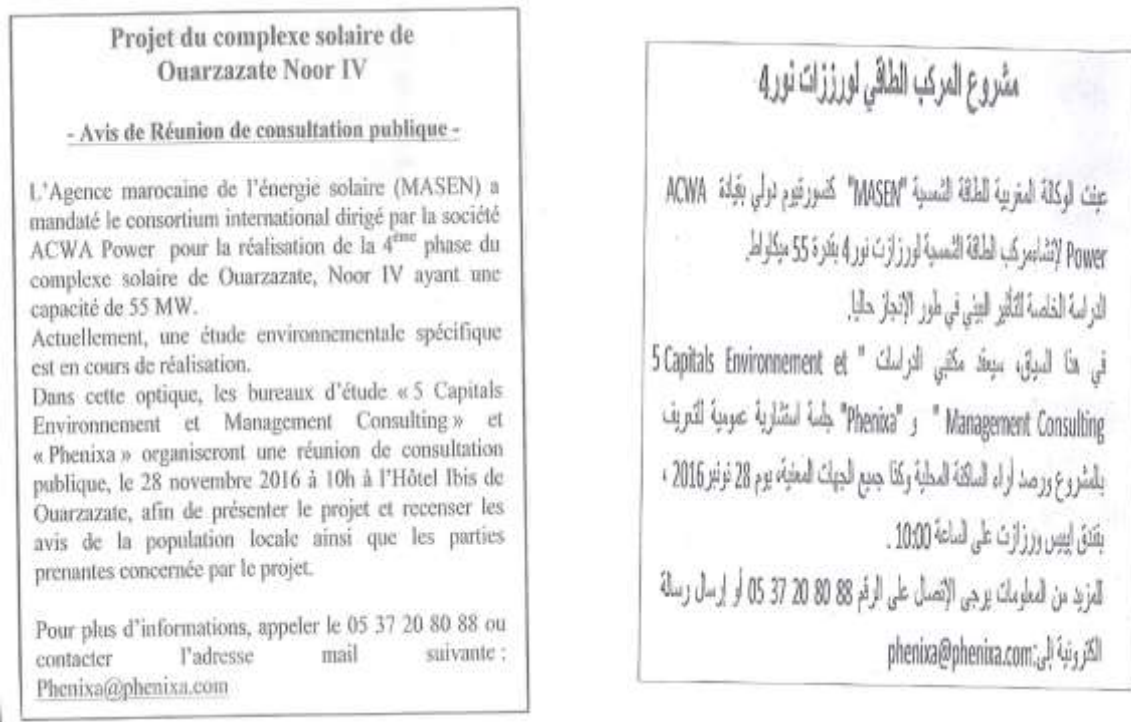 Projet du complexe solaire de
Ouarzazate Noor IV
- Avis de Réunion de consultation publique -
L'Agence marocaine de l'énergie solaire (MASEN) a
mandaté le consortium international dirigé par la société
ACWA Power pour la réalisation de la 4ème phase du
complexe solaire de Ouarzazate, Noor IV ayant une
capacité de 55 MW.
Actuellement, une étude environnementale spécifique
est en cours de réalisation.
Dans cette optique, les bureaux d'étude « 5 Capitals
Environnement et Management Consulting » et
« Phenixa » organiseront une réunion de consultation
publique, le 28 novembre 2016 à 10h à l'Hôtel Ibis de
Ouarzazate, afin de présenter le projet et recenser les
avis de la population locale ainsi que les parties
prenantes concernée par le projet.
Pour plus d'informations, appeler le 05 37 20 80 88 ou
contacter l'adresse mail suivante :
Phenixa@phenixa.com
مشروع المركب الطاقي لورززات نور4
عينت الوكالة المغربية للطاقة الشمسية "MASEN" كنسورتيوم دولي بقيادة ACWA
Power لإنشاءمركب الطاقة الشمسية لورزازت نور 4 بقدرة 55 ميكاواط.
الدراسة الخاصة للتأثير البيئي في طور الإنجاز حاليا.
في هذا السياق، سيعقد مكتبي الدراسات " 5 Capitals Environnement et
Management Consulting " و "Phenixa" جلسة استشارية عمومية للتعريف
بالمشروع ورصد أراء الساكنة المحلية وكذا جميع الجهات المعنية، يوم 28 نونبر 2016 ،
بفندق ايبيس ورزازت على الساعة 10:00 .
للمزيد من المعلومات يرجى الإتصال على الرقم 05 37 20 80 88 أو إرسال رسالة
الكترونية إلى:phenixa@phenixa.com